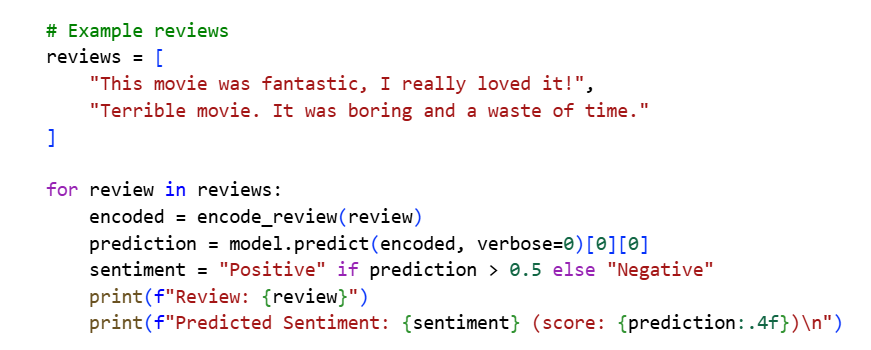 # Example reviews
reviews = [
    "This movie was fantastic, I really loved it!",
    "Terrible movie. It was boring and a waste of time."
]
for review in reviews:
    encoded = encode_review(review)
    prediction = model.predict(encoded, verbose=0)[0][0]
    sentiment = "Positive" if prediction > 0.5 else "Negative"
    print(f"Review: {review}")
    print(f"Predicted Sentiment: {sentiment} (score: {prediction:.4f})\n")